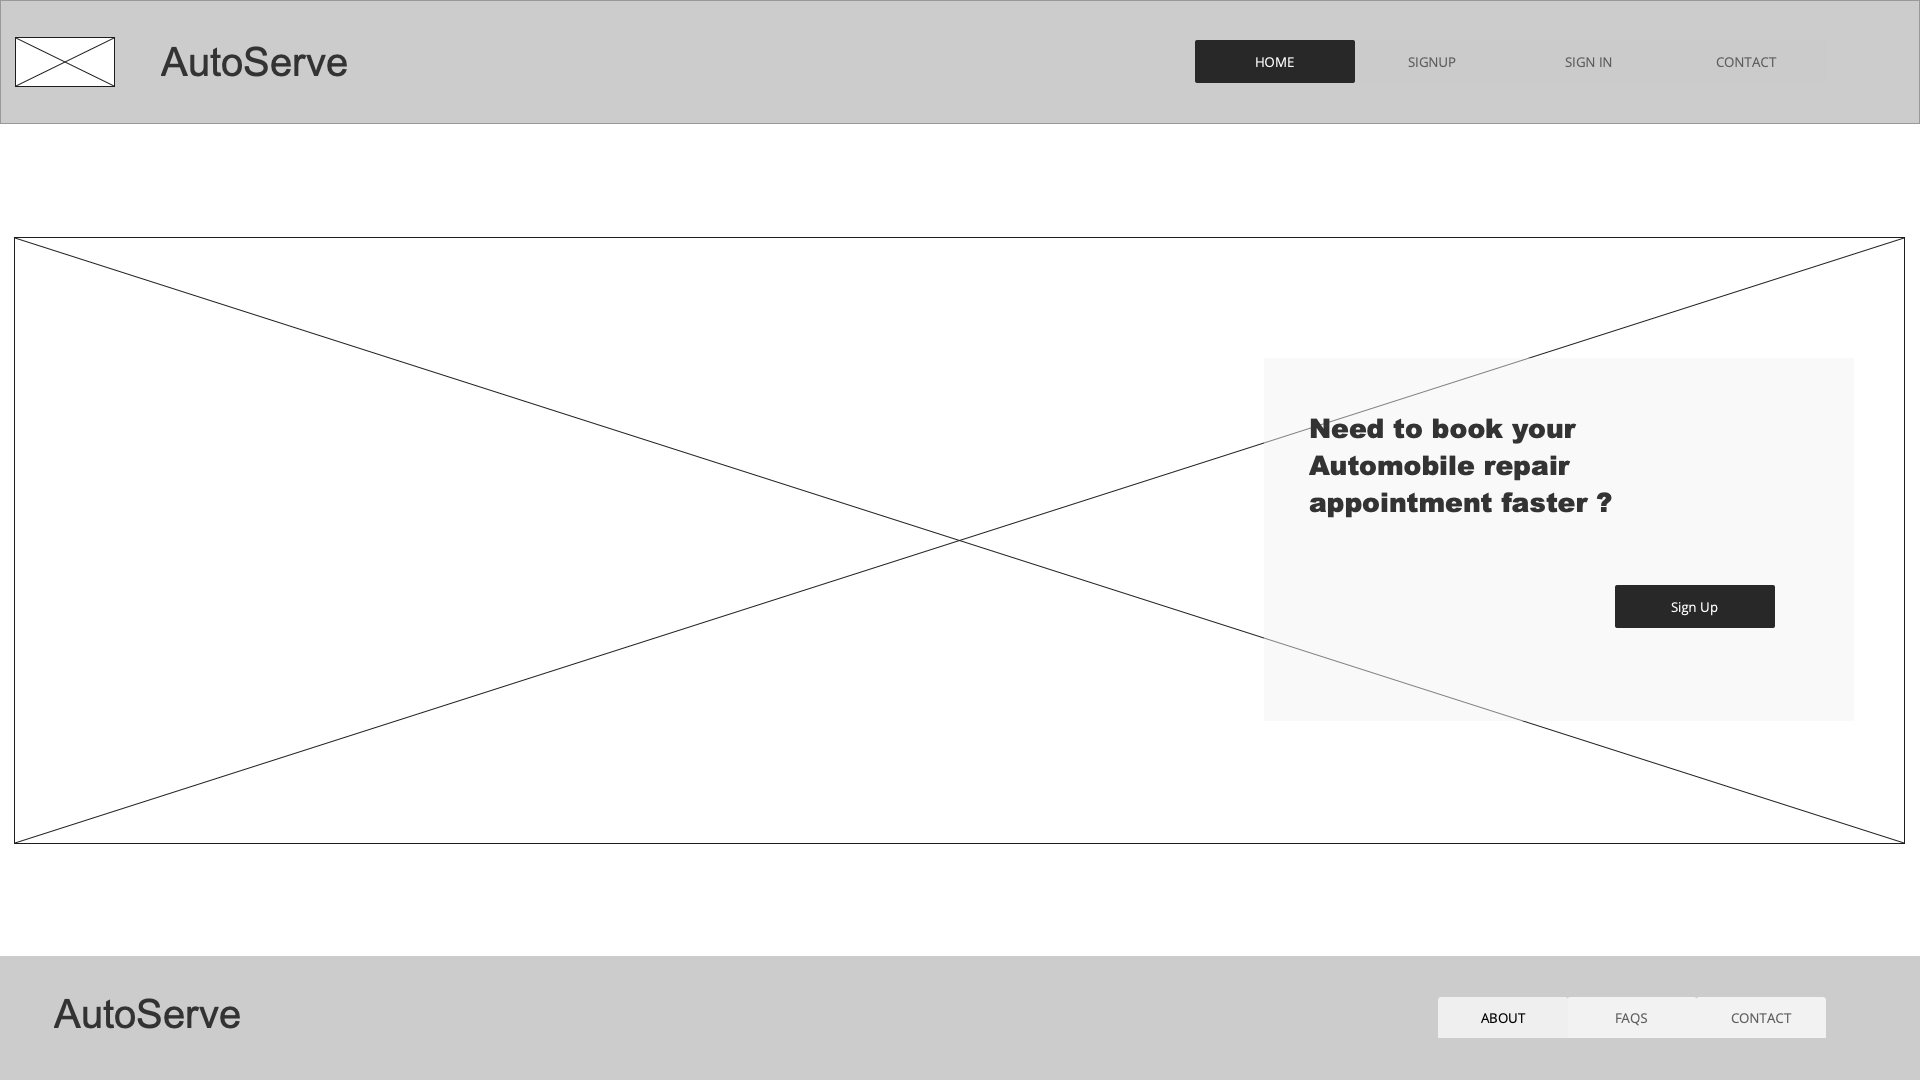 AutoServe
HOME
SIGNUP
SIGN IN
CONTACT
Need to book your
Automobile repair
appointment faster ?
Sign Up
AutoServe
ABOUT
FAQS
CONTACT